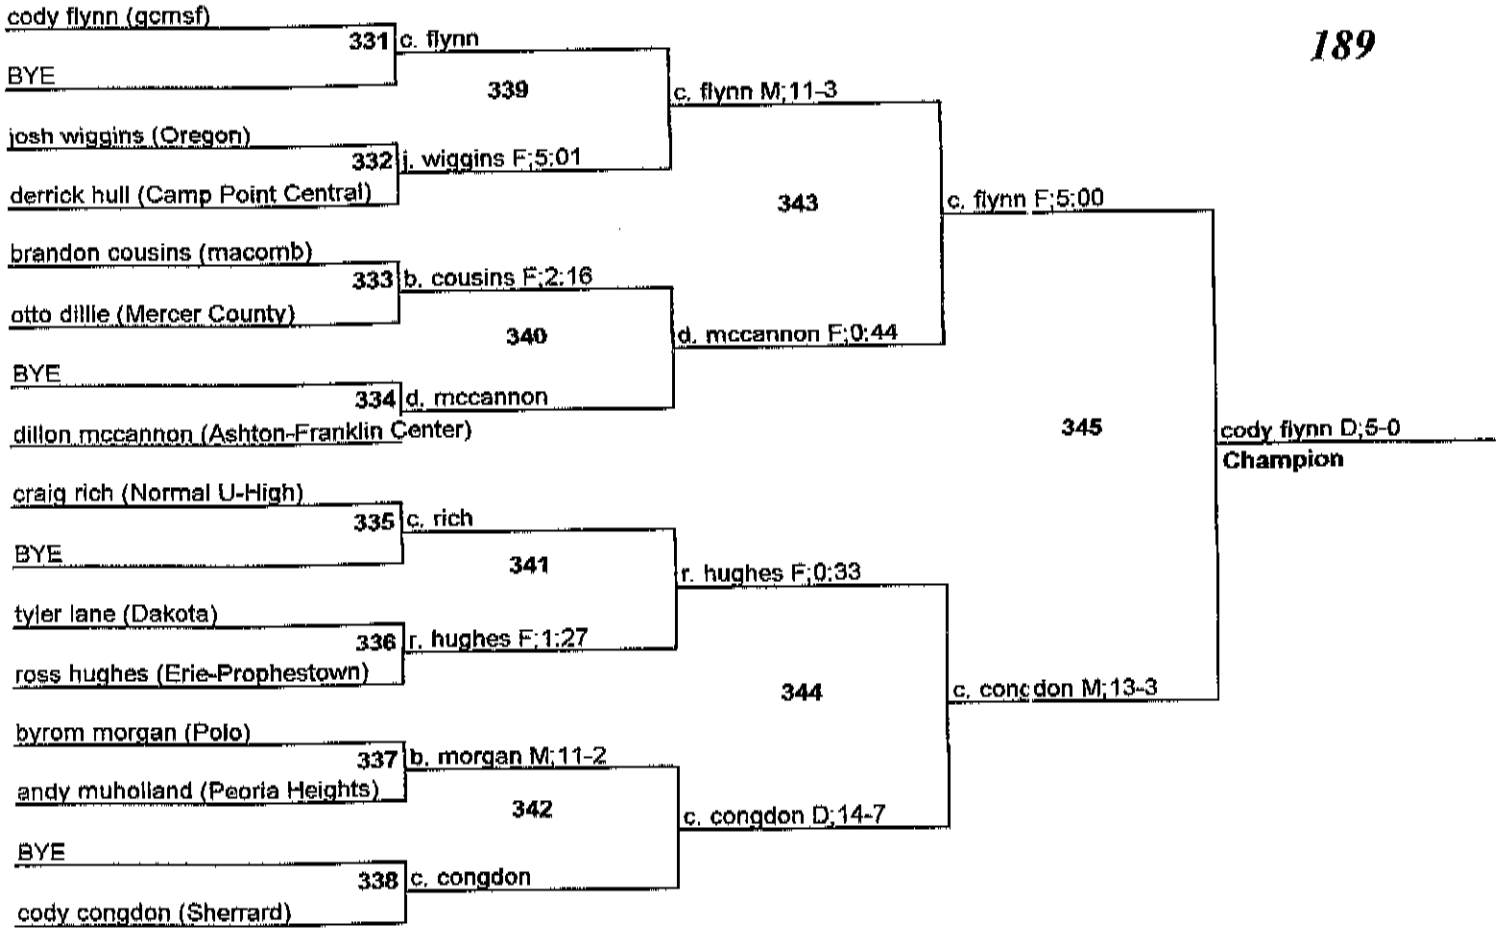 cody flynn (gcmsf)
189
331 c. flynn
BYE
339
c. flynn M;11-3
josh wiggins (Oregon)
332 j. wiggins F;5:01
derrick hull (Camp Point Central)
343
c. flynn F;5:00
brandon cousins (macomb)
333 b. cousins F;2:16
otto dillie (Mercer County)
340
d. mccannon F;0:44
BYE
334 d. mccannon
dillon mccannon (Ashton-Franklin Center)
345
cody flynn D;5-0
Champion
craig rich (Normal U-High)
335 c. rich
BYE
341
r. hughes F;0:33
tyler lane (Dakota)
336 r. hughes F;1:27
ross hughes (Erie-Prophestown)
344
c. congdon M;13-3
byrom morgan (Polo)
337 b. morgan M;11-2
andy muholland (Peoria Heights)
342
c. congdon D;14-7
BYE
338 c. congdon
cody congdon (Sherrard)